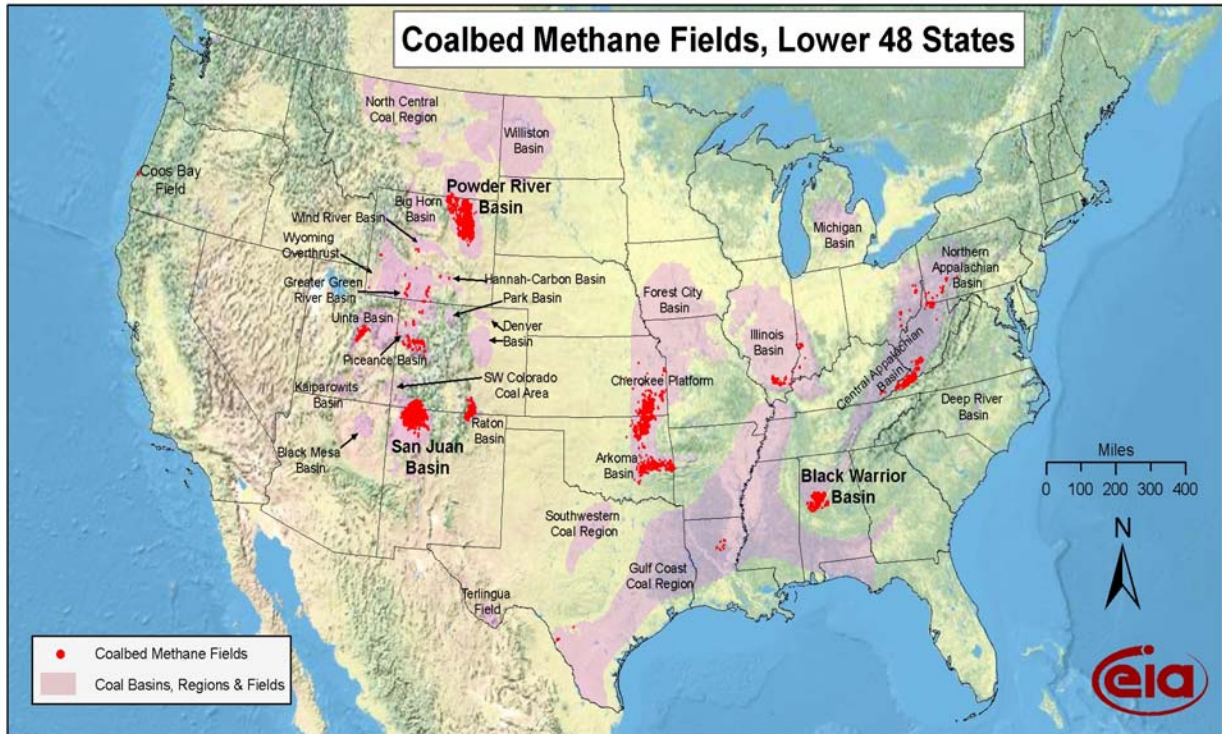 Coalbed Methane Fields, Lower 48 States
North Central
Coal Region
Williston
Basin
Coos Bay
Field
Powder River
Basin
Big Horn
Basin
Wind River Basin
Wyoming
Overthrust
Greater Green
River Basin
Hannah-Carbon Basin
Park Basin
Uinta Basin
Denver
Basin
Piceance Basin
Kaiparowits
Basin
SW Colorado
Coal Area
Black Mesa
Basin
San Juan
Basin
Raton
Basin
Michigan
Basin
Northern
Appalachian
Basin
Forest City
Basin
Illinois
Basin
Central Appalachian
Basin
Cherokee Platform
Deep River
Basin
Arkoma
Basin
Black Warrior
Basin
Southwestern
Coal Region
Gulf Coast
Coal Region
Terlingua
Field
Miles
0 100 200 300 400
N
Coalbed Methane Fields
Coal Basins, Regions & Fields
eia